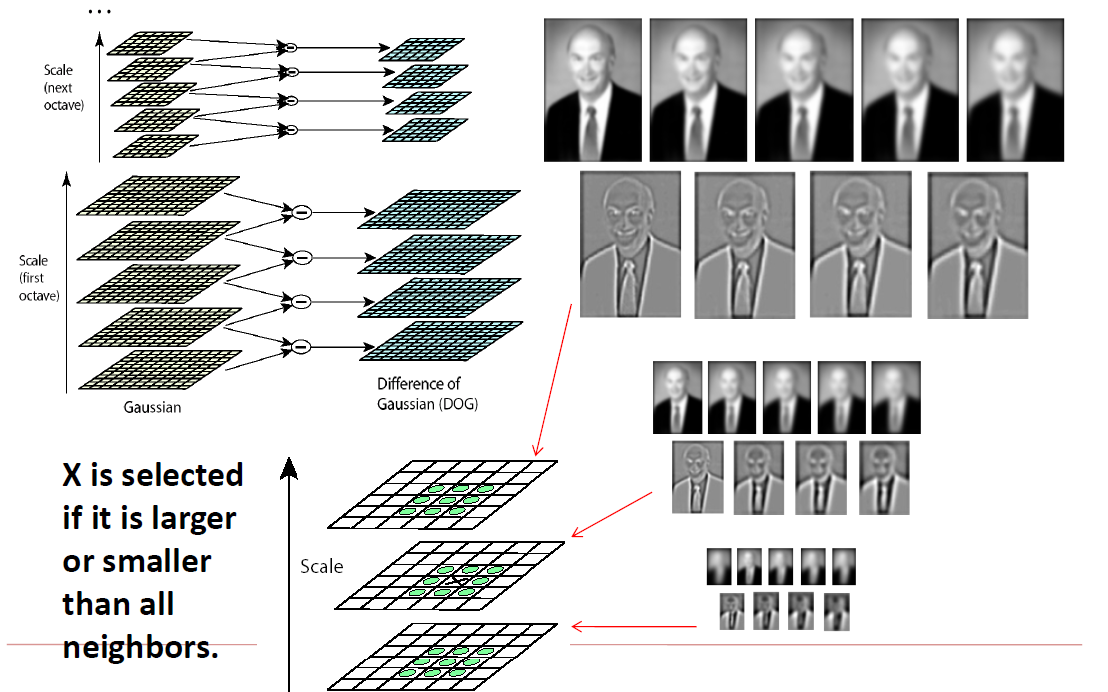 ...
Scale
(next
octave)
Scale
(first
octave)
Gaussian
Difference of
Gaussian (DOG)
X is selected
if it is larger
or smaller
than all
neighbors.
Scale